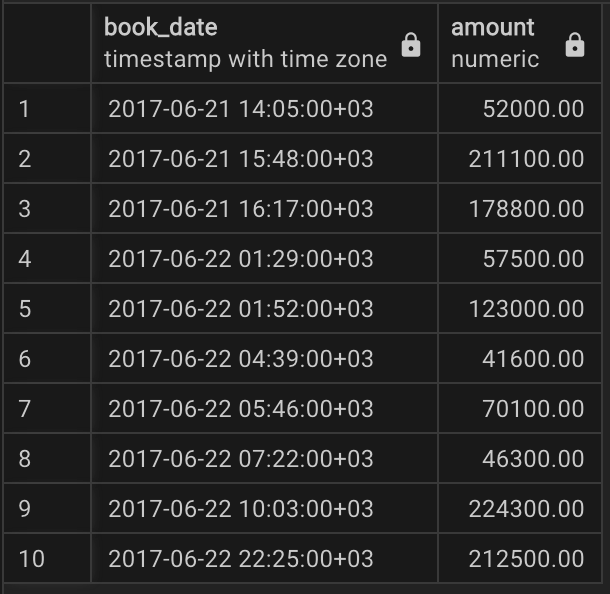 book_date amount
timestamp with time zone numeric
1 2017-06-21 14:05:00+03 52000.00
2 2017-06-21 15:48:00+03 211100.00
3 2017-06-21 16:17:00+03 178800.00
4 2017-06-22 01:29:00+03 57500.00
5 2017-06-22 01:52:00+03 123000.00
6 2017-06-22 04:39:00+03 41600.00
7 2017-06-22 05:46:00+03 70100.00
8 2017-06-22 07:22:00+03 46300.00
9 2017-06-22 10:03:00+03 224300.00
10 2017-06-22 22:25:00+03 212500.00